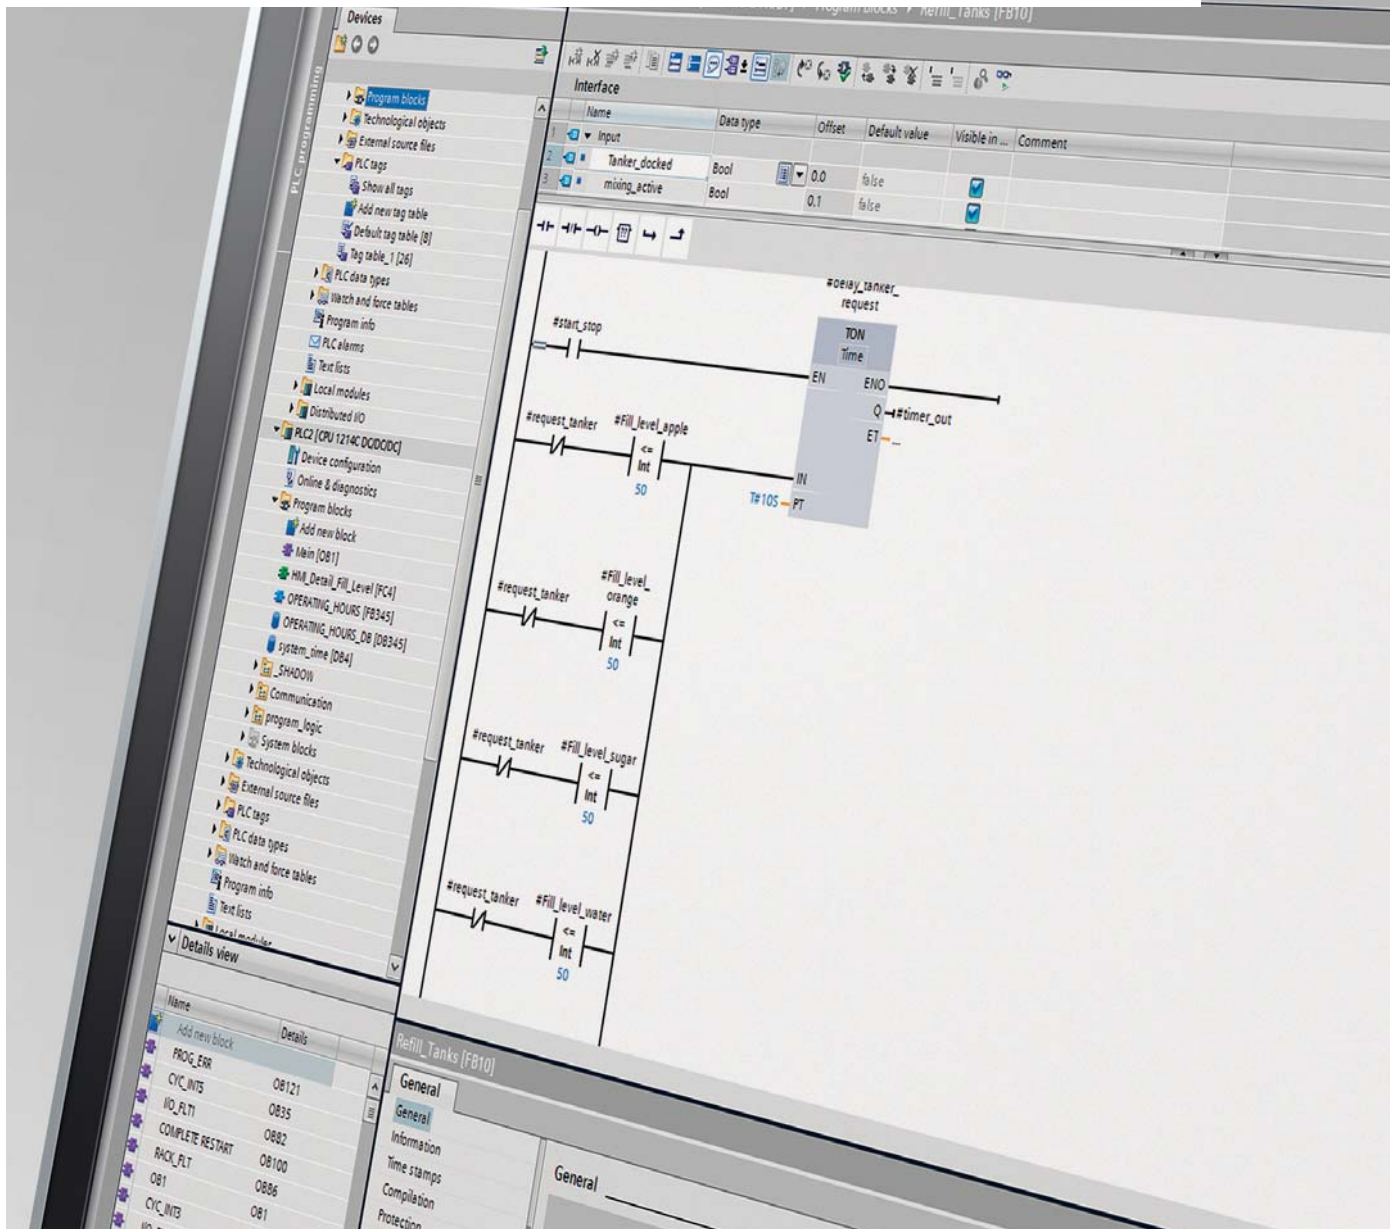 Program blocks
Refill_Tanks [FB10]
Devices
PLC programming
Program blocks
Technological objects
External source files
PLC tags
Show all tags
Add new tag table
Default tag table [8]
Tag table_1 [26]
PLC data types
Watch and force tables
Program info
PLC alarms
Text lists
Local modules
Distributed I/O
PLC2 [CPU 1214C DC/DC/DC]
Device configuration
Online & diagnostics
Program blocks
Add new block
Main [OB1]
HMI_Detail_Fill_Level [FC4]
OPERATING_HOURS [FB345]
OPERATING_HOURS_DB [DB345]
system_time [DB4]
_SHADOW
Communication
program_logic
System blocks
Technological objects
External source files
PLC tags
PLC data types
Watch and force tables
Program info
Text lists
Local modules
Details view
Name Details
Add new block
PROG_ERR OB121
CYC_INT5 OB35
I/O_FLT1 OB82
COMPLETE RESTART OB100
RACK_FLT OB86
OB1 OB1
CYC_INT3
Interface
Name Data type Offset Default value Visible in ... Comment
1 Input
2 Tanker_docked Bool 0.0 false
3 mixing_active Bool 0.1 false
#delay_tanker_
request
#start_stop
TON
Time
EN ENO
Q #timer_out
ET ...
IN
T#10S PT
#request_tanker #Fill_level_apple
<=
Int
50
#request_tanker #Fill_level_
orange
<=
Int
50
#request_tanker #Fill_level_sugar
<=
Int
50
#request_tanker #Fill_level_water
<=
Int
50
Refill_Tanks [FB10]
General
General
Information
Time stamps
Compilation
Protection
General